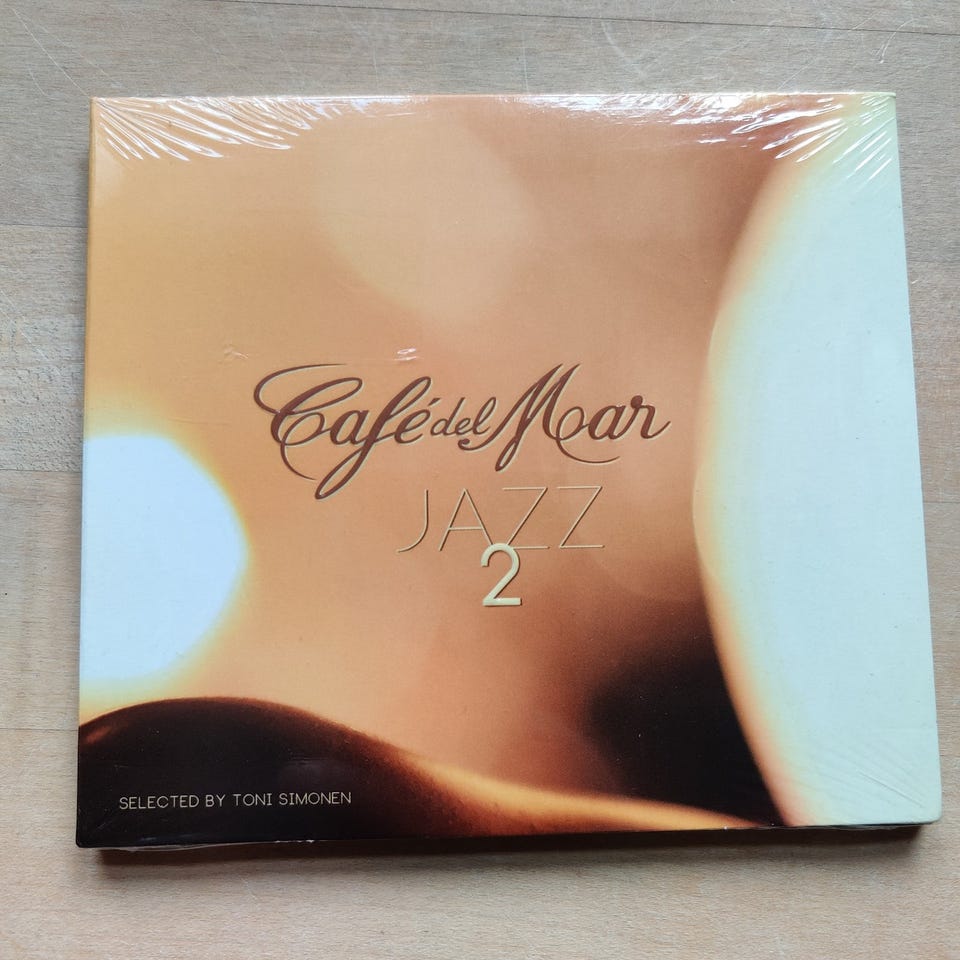 Café del Mar
JAZZ
2
SELECTED BY TONI SIMONEN